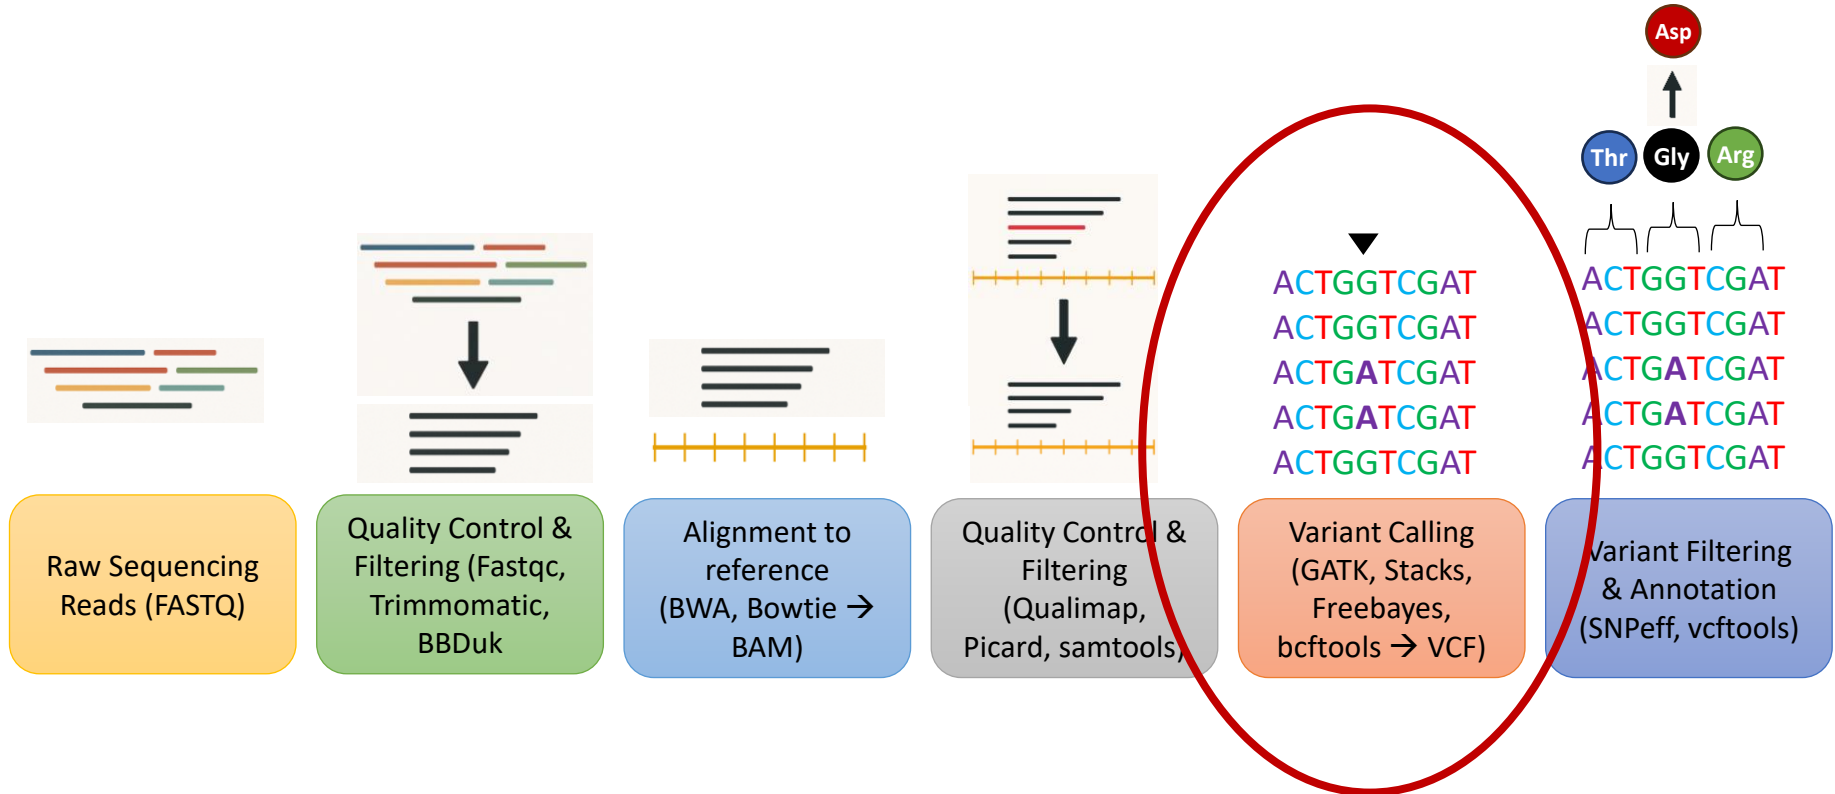 Asp
Thr Gly Arg
ACTGGTCGAT
ACTGGTCGAT
ACTGATCGAT
ACTGATCGAT
ACTGGTCGAT
ACTGGTCGAT
ACTGGTCGAT
ACTGATCGAT
ACTGATCGAT
ACTGGTCGAT
Raw Sequencing
Reads (FASTQ)
Quality Control &
Filtering (Fastqc,
Trimmomatic,
BBDuk
Alignment to
reference
(BWA, Bowtie →
BAM)
Quality Control &
Filtering
(Qualimap,
Picard, samtools)
Variant Calling
(GATK, Stacks,
Freebayes,
bcftools → VCF)
Variant Filtering
& Annotation
(SNPeff, vcftools)